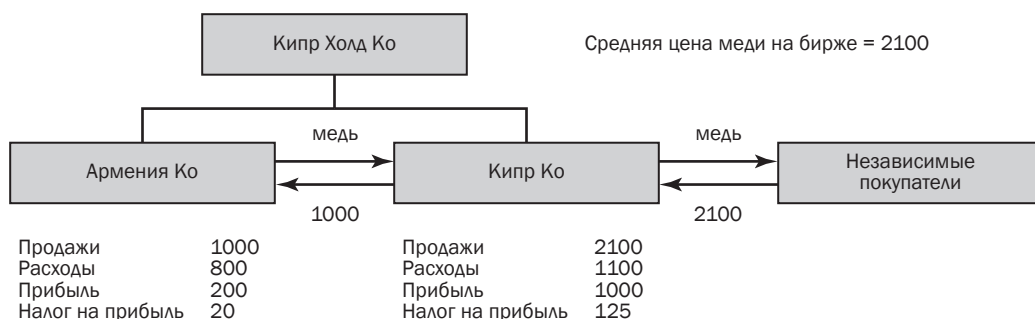 Кипр Холд Ко
Средняя цена меди на бирже = 2100
медь
медь
Армения Ко
Кипр Ко
Независимые
покупатели
1000
2100
Продажи 1000
Расходы 800
Прибыль 200
Налог на прибыль 20
Продажи 2100
Расходы 1100
Прибыль 1000
Налог на прибыль 125